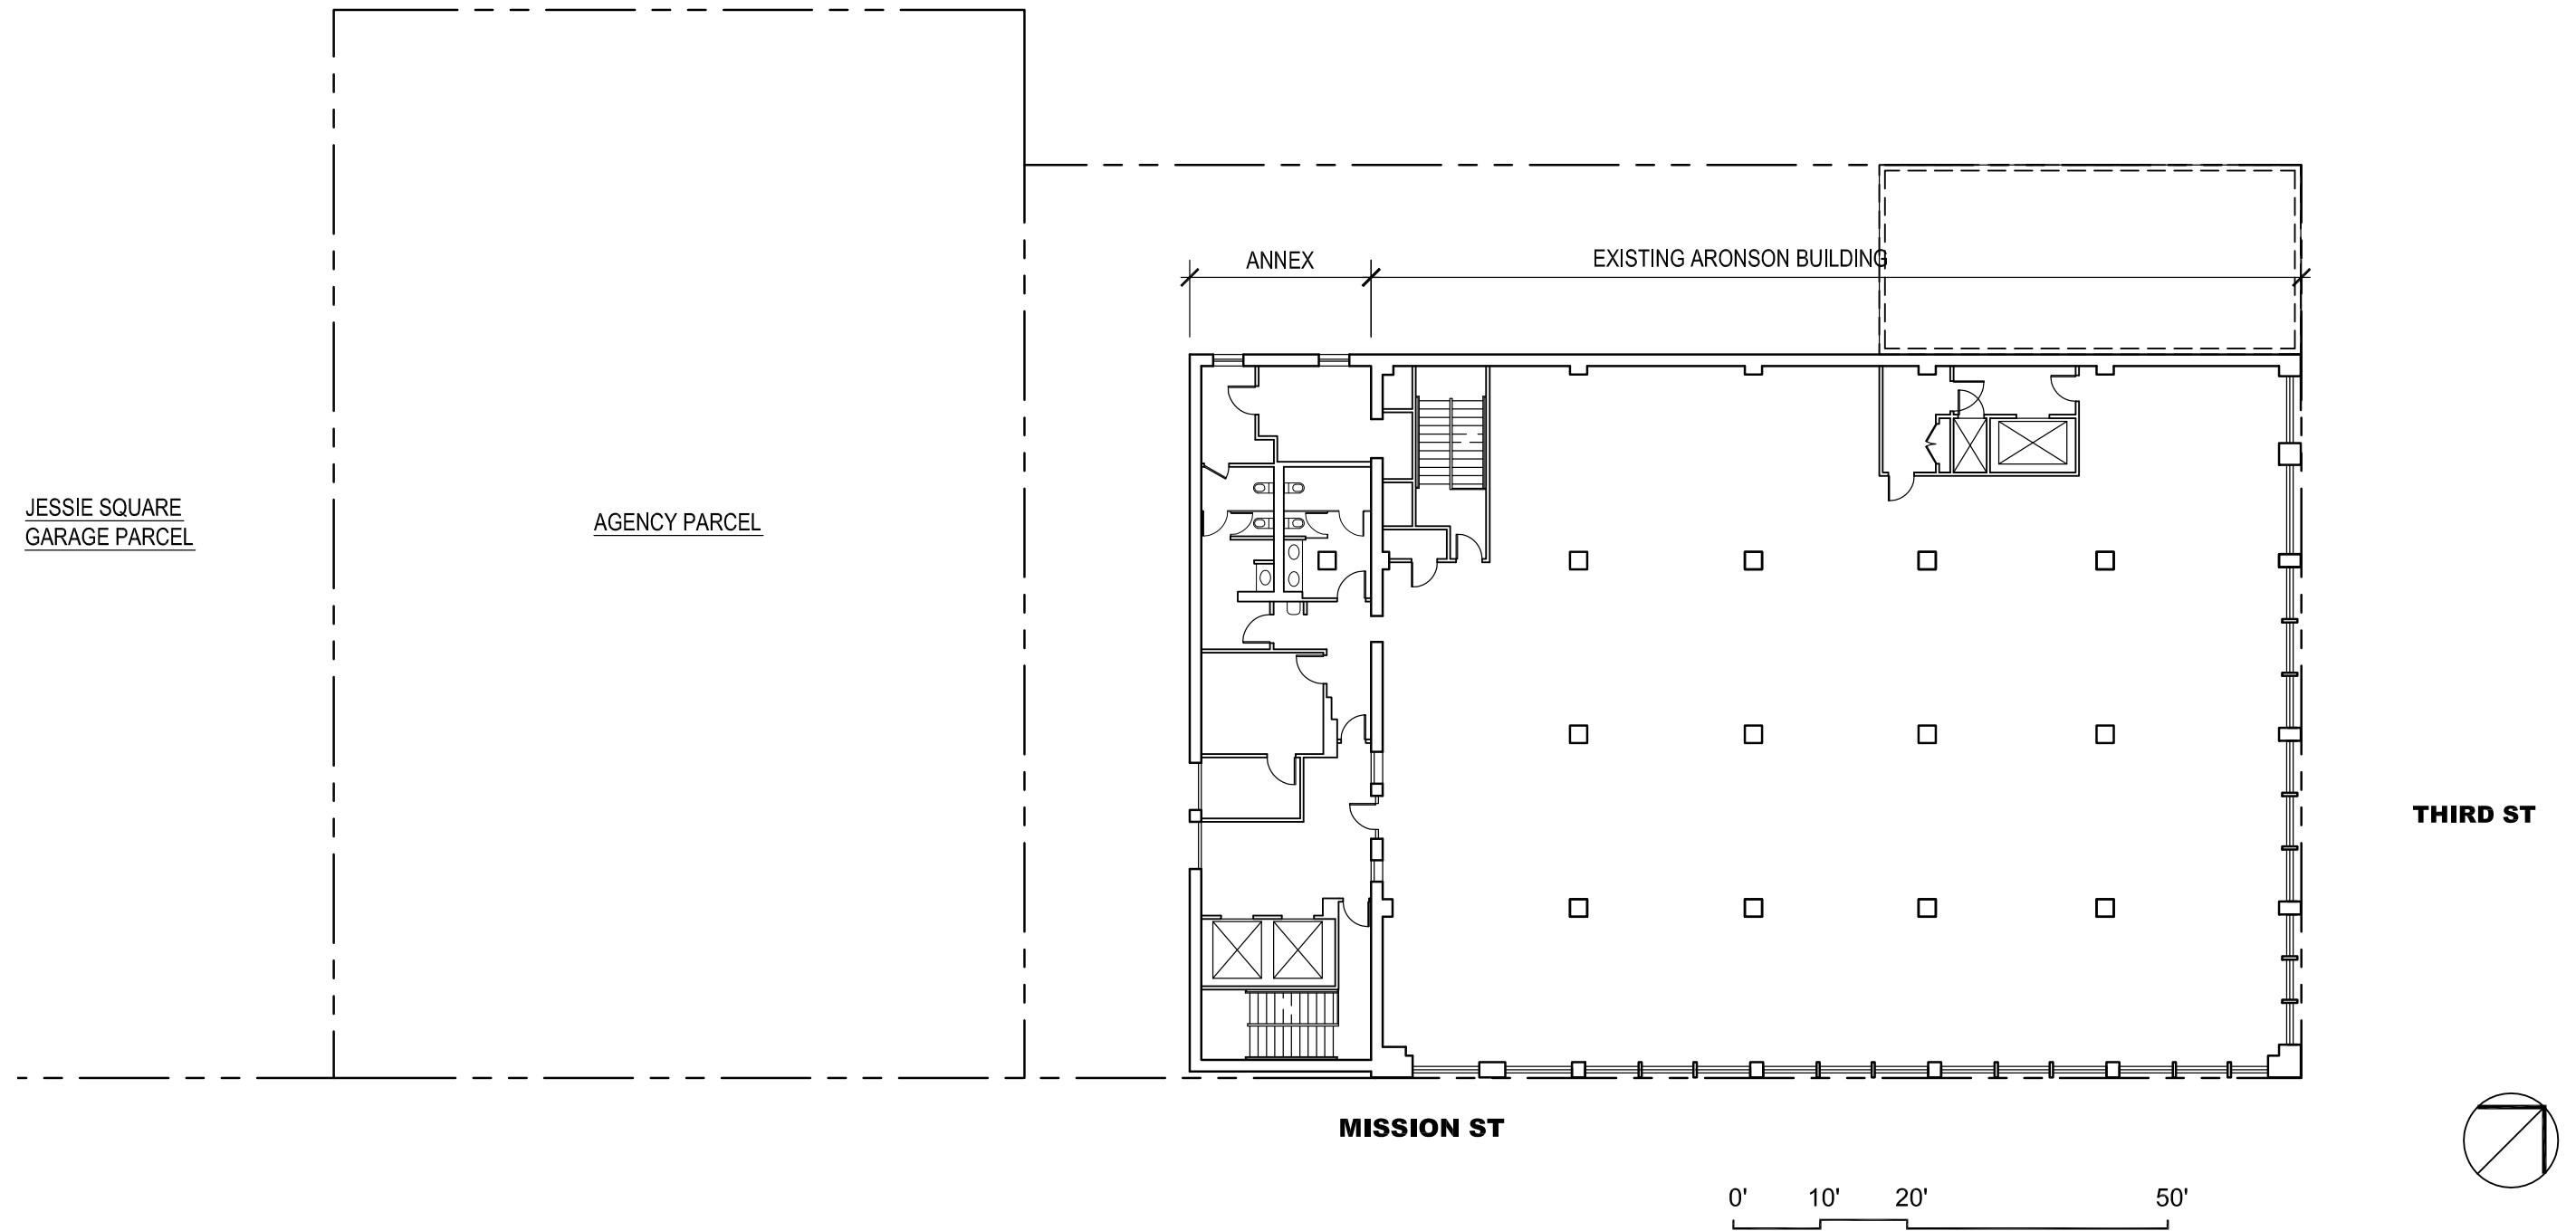 ANNEX
EXISTING ARONSON BUILDING
JESSIE SQUARE
GARAGE PARCEL
AGENCY PARCEL
THIRD ST
MISSION ST
0' 10' 20' 50'